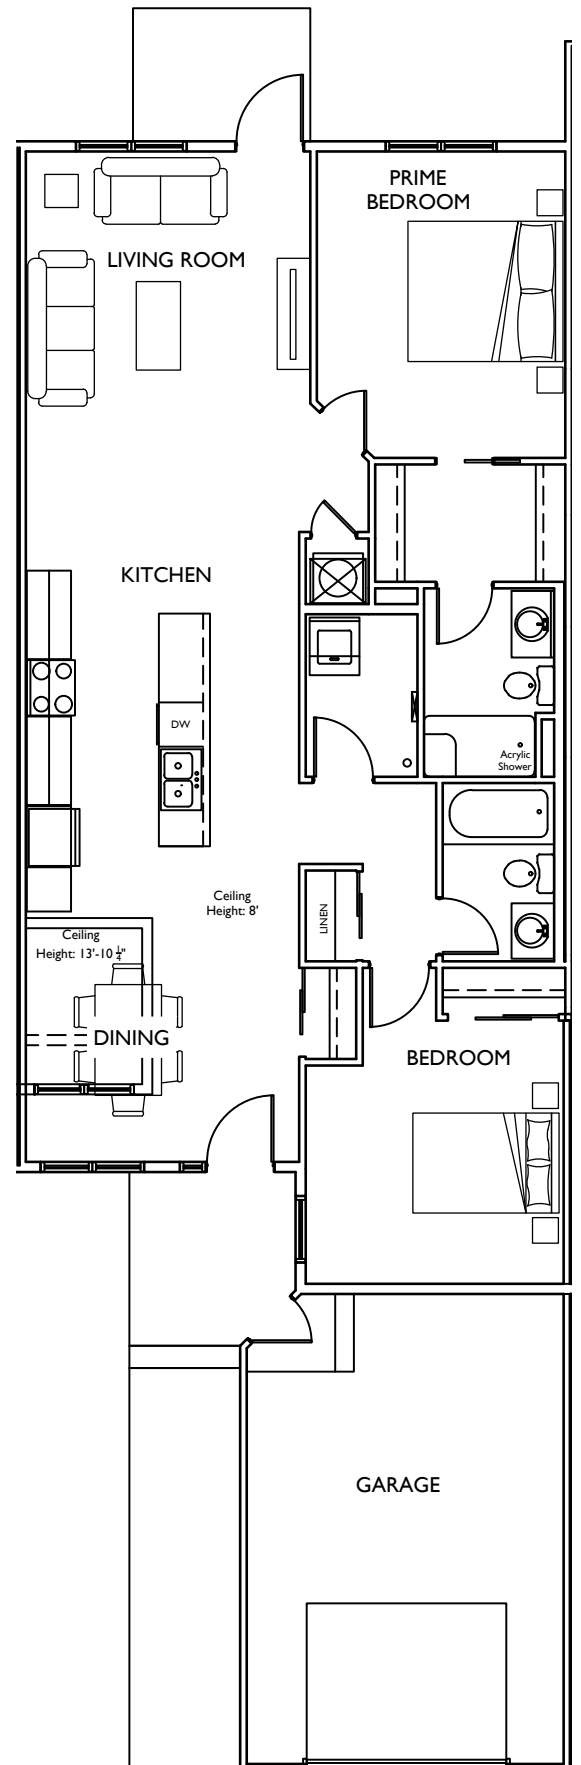 PRIME
BEDROOM
LIVING ROOM
KITCHEN
DW
Acrylic
Shower
Ceiling
Height: 8'
LINEN
Ceiling
Height: 13'-10 1/4"
DINING
BEDROOM
GARAGE